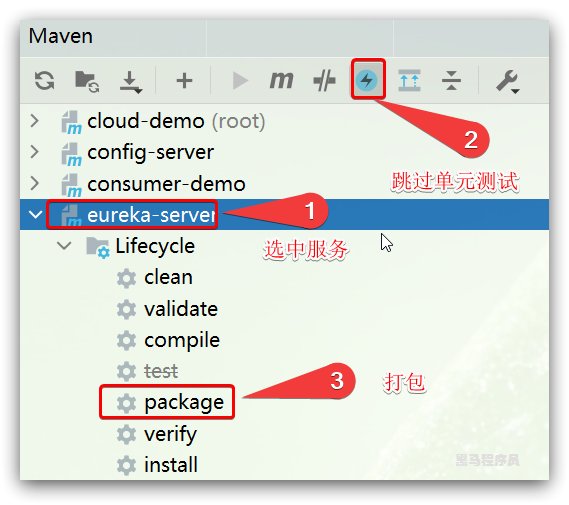 Maven
m
cloud-demo (root)
2
config-server
跳过单元测试
consumer-demo
eureka-server
1
选中服务
Lifecycle
clean
validate
compile
test
3
打包
package
verify
install
黑马程序员